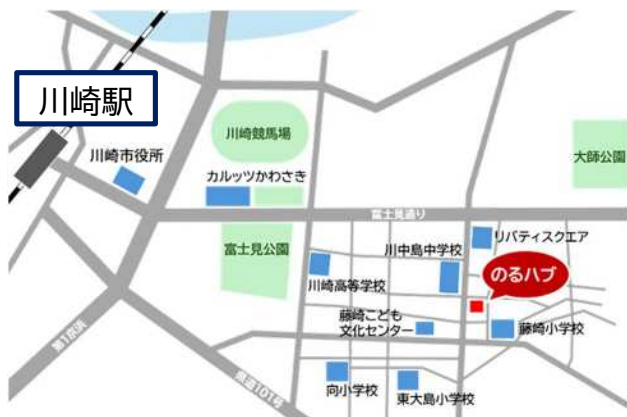 川崎駅
川崎競馬場
川崎市役所
カルッツかわさき
大師公園
富士見通り
富士見公園
川中島中学校
リバティスクエア
川崎高等学校
のるハブ
藤崎こども
文化センター
藤崎小学校
第1京浜
県道101号
向小学校
東大島小学校